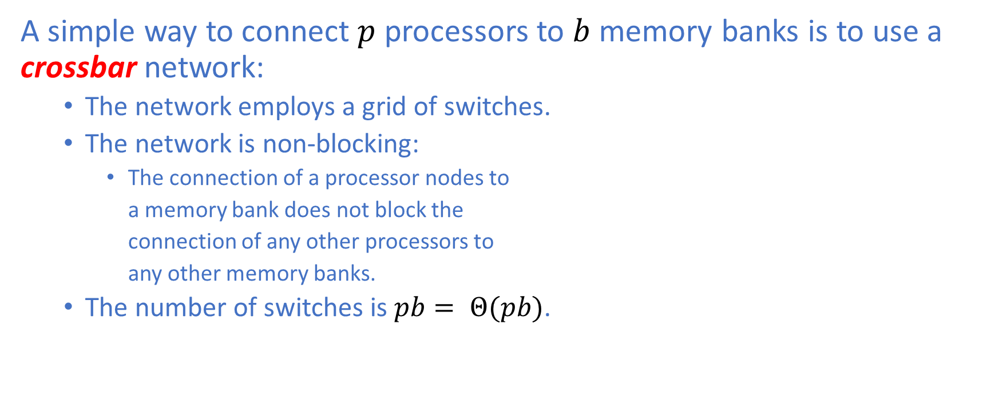 A simple way to connect p processors to b memory banks is to use a
crossbar network:
• The network employs a grid of switches.
• The network is non-blocking:
• The connection of a processor nodes to
a memory bank does not block the
connection of any other processors to
any other memory banks.
• The number of switches is pb = Θ(pb).